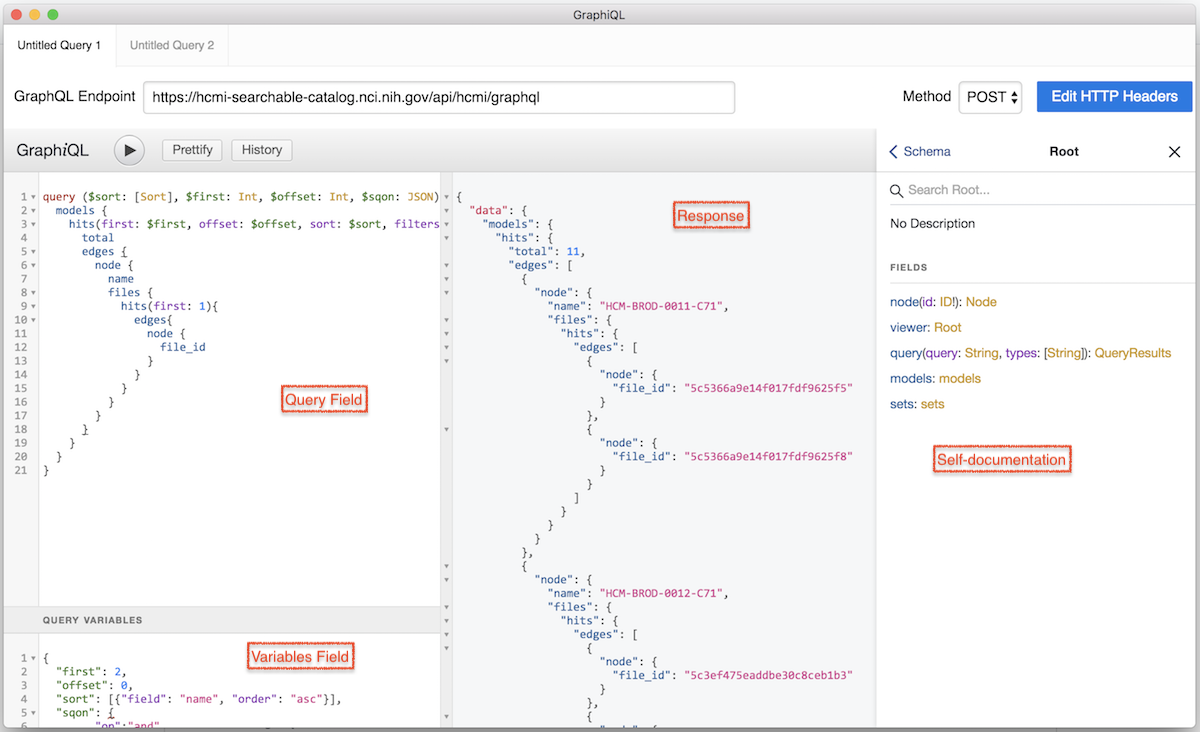 GraphiQL
Untitled Query 1
Untitled Query 2
GraphQL Endpoint
https://hcmi-searchable-catalog.nci.nih.gov/api/hcmi/graphql
Method
POST
Edit HTTP Headers
GraphiQL
Prettify
History
1 query ($sort: [Sort], $first: Int, $offset: Int, $sqon: JSON)
2 models {
3 hits(first: $first, offset: $offset, sort: $sort, filters
4 total
5 edges {
6 node {
7 name
8 files {
9 hits(first: 1){
10 edges{
11 node {
12 file_id
13 }
14 }
15 }
16 }
17 }
18 }
19 }
20 }
21 }
Query Field
QUERY VARIABLES
1 {
2 "first": 2,
3 "offset": 0,
4 "sort": [{"field": "name", "order": "asc"}],
5 "sqon": {
6 "op":"and"
Variables Field
{
"data": {
"models": {
"hits": {
"total": 11,
"edges": [
{
"node": {
"name": "HCM-BROD-0011-C71",
"files": {
"hits": {
"edges": [
{
"node": {
"file_id": "5c5366a9e14f017fdf9625f5"
}
},
{
"node": {
"file_id": "5c5366a9e14f017fdf9625f8"
}
}
]
}
}
}
},
{
"node": {
"name": "HCM-BROD-0012-C71",
"files": {
"hits": {
"edges": [
{
"node": {
"file_id": "5c3ef475eaddbe30c8ceb1b3"
}
},
{
"node": {
Response
Schema
Root
Search Root...
No Description
FIELDS
node(id: ID!): Node
viewer: Root
query(query: String, types: [String]): QueryResults
models: models
sets: sets
Self-documentation